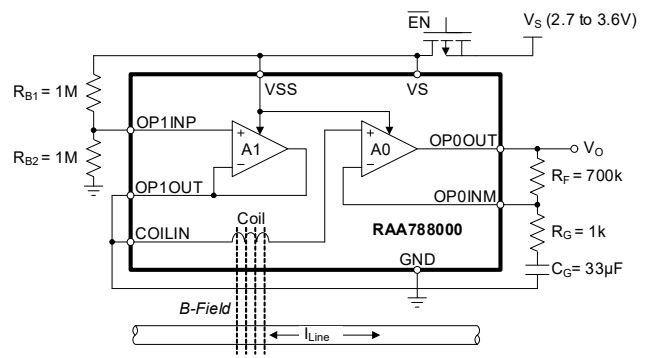 EN
V_S (2.7 to 3.6V)
VSS
VS
R_B1 = 1M
R_B2 = 1M
OP1INP
+
−
A1
+
−
A0
OP0OUT
V_O
OP1OUT
OP0INM
R_F = 700k
COILIN
Coil
RAA788000
R_G = 1k
GND
C_G = 33µF
B-Field
I_Line